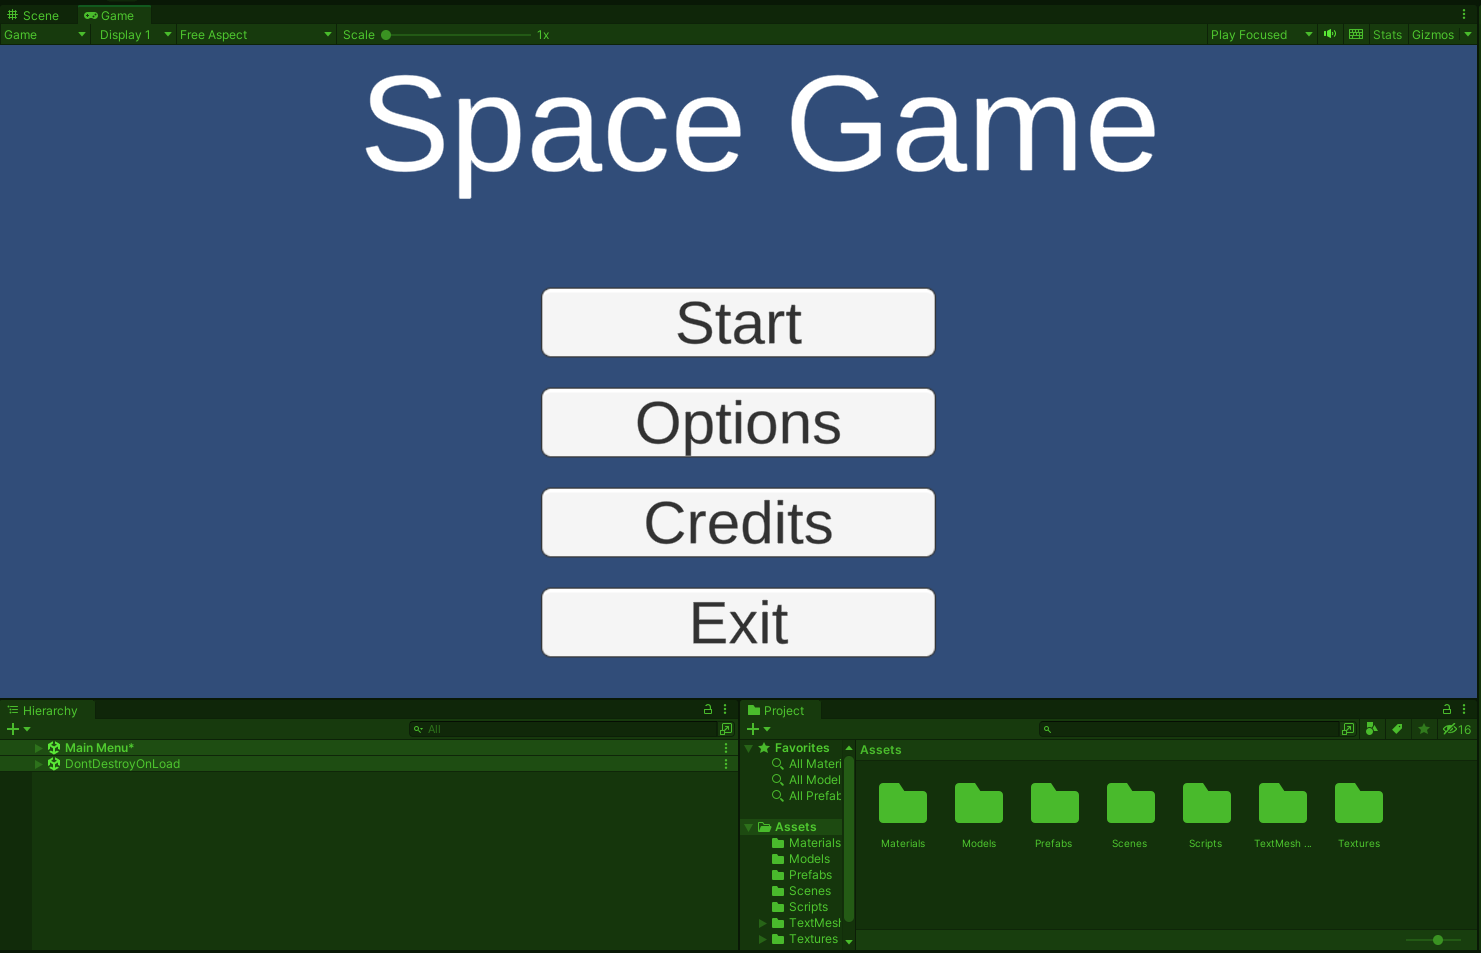 Scene Game
Game Display 1 Free Aspect Scale 1x Play Focused Stats Gizmos
Space Game
Start
Options
Credits
Exit
Hierarchy
All
Main Menu*
DontDestroyOnLoad
Project
16
Favorites
All Materi
All Model
All Prefab
Assets
Materials
Models
Prefabs
Scenes
Scripts
TextMesh
Textures
Assets
Materials Models Prefabs Scenes Scripts TextMesh ... Textures